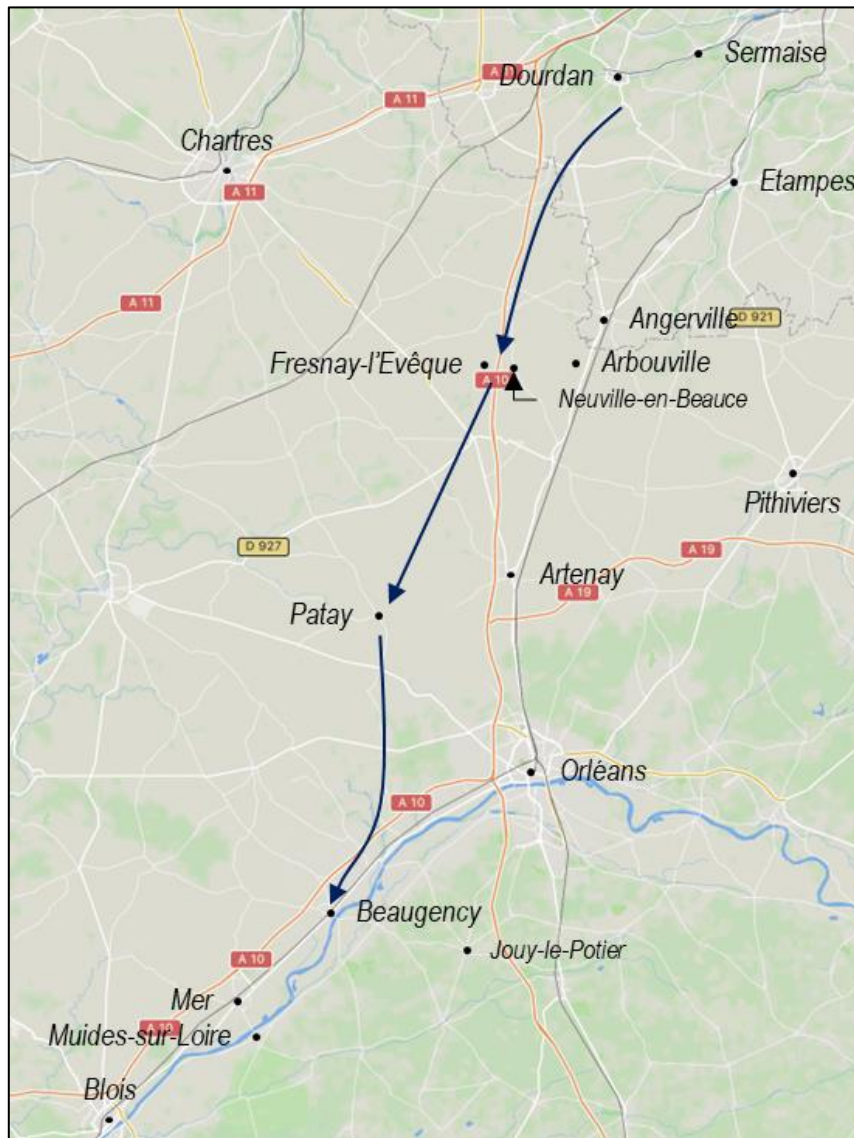 Sermaise
A 10
Dourdan
A 11
Chartres
A 11
Etampes
A 11
Angerville
D 921
Fresnay-l'Evêque
Arbouville
A 10
Neuville-en-Beauce
Pithiviers
D 927
A 19
Artenay
A 19
Patay
Orléans
A 10
Beaugency
Jouy-le-Potier
A 10
Mer
A 10
Muides-sur-Loire
Blois